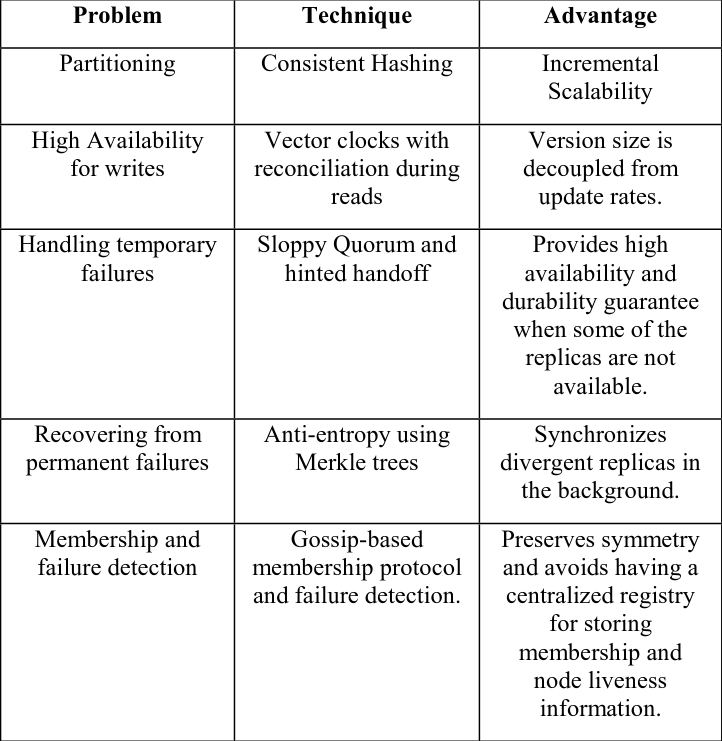 Problem
Technique
Advantage
Partitioning
Consistent Hashing
Incremental
Scalability
High Availability
for writes
Vector clocks with
reconciliation during
reads
Version size is
decoupled from
update rates.
Handling temporary
failures
Sloppy Quorum and
hinted handoff
Provides high
availability and
durability guarantee
when some of the
replicas are not
available.
Recovering from
permanent failures
Anti-entropy using
Merkle trees
Synchronizes
divergent replicas in
the background.
Membership and
failure detection
Gossip-based
membership protocol
and failure detection.
Preserves symmetry
and avoids having a
centralized registry
for storing
membership and
node liveness
information.